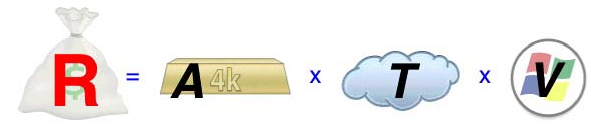 R $ = A 4k x T x V